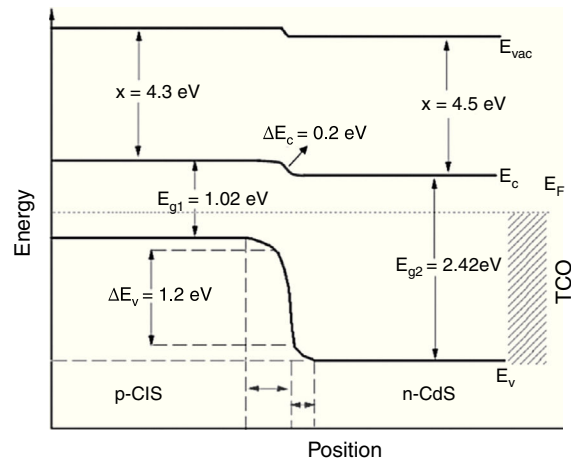 E_vac
x = 4.3 eV
x = 4.5 eV
ΔE_c = 0.2 eV
E_c
E_F
E_g1 = 1.02 eV
Energy
E_g2 = 2.42eV
TCO
ΔE_v = 1.2 eV
E_v
p-CIS
n-CdS
Position